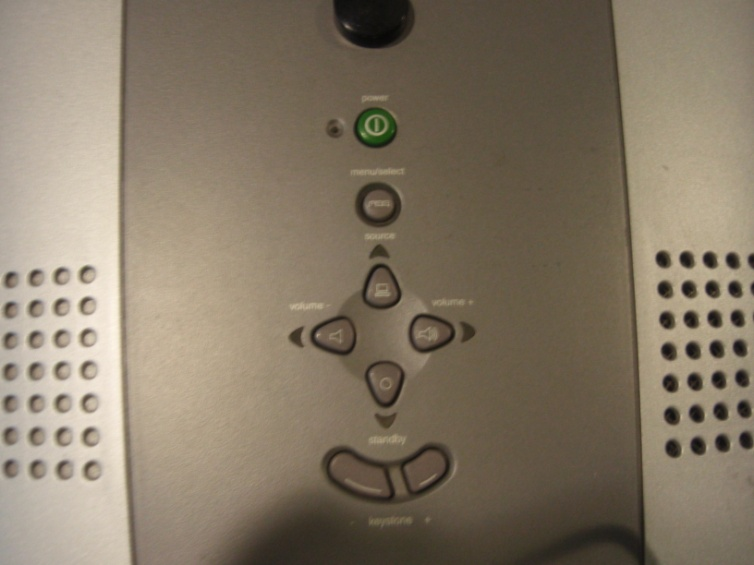 power
menu/select
source
volume - volume +
standby
- keystone +